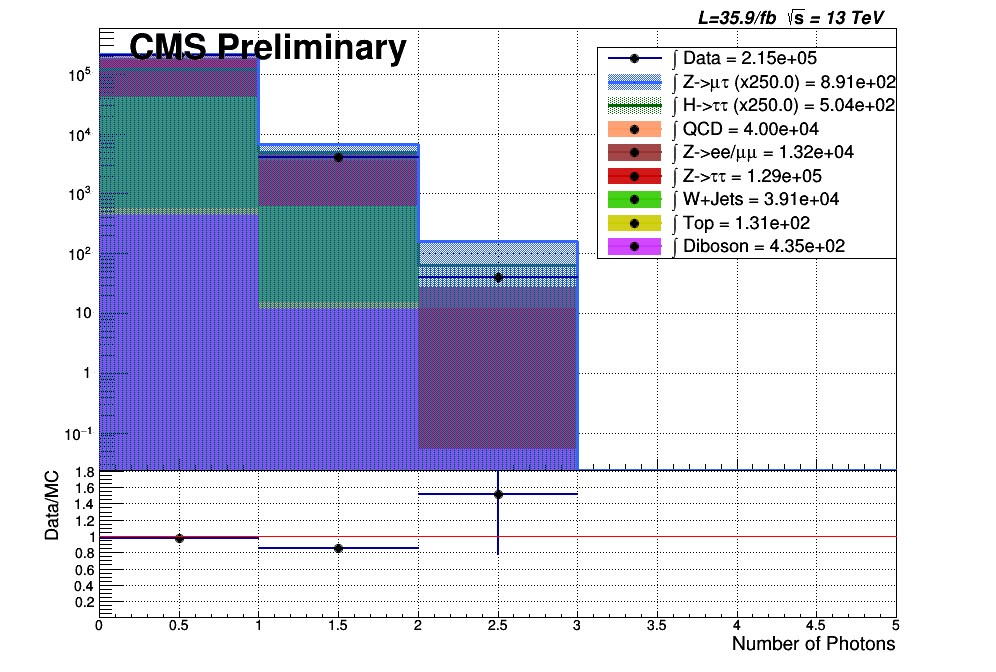 L=35.9/fb √s = 13 TeV
CMS Preliminary
∫ Data = 2.15e+05
∫ Z->μτ (x250.0) = 8.91e+02
∫ H->ττ (x250.0) = 5.04e+02
∫ QCD = 4.00e+04
∫ Z->ee/μμ = 1.32e+04
∫ Z->ττ = 1.29e+05
∫ W+Jets = 3.91e+04
∫ Top = 1.31e+02
∫ Diboson = 4.35e+02
10⁵
10⁴
10³
10²
10
1
10⁻¹
Data/MC
1.8
1.6
1.4
1.2
1
0.8
0.6
0.4
0.2
0 0.5 1 1.5 2 2.5 3 3.5 4 4.5 5
Number of Photons